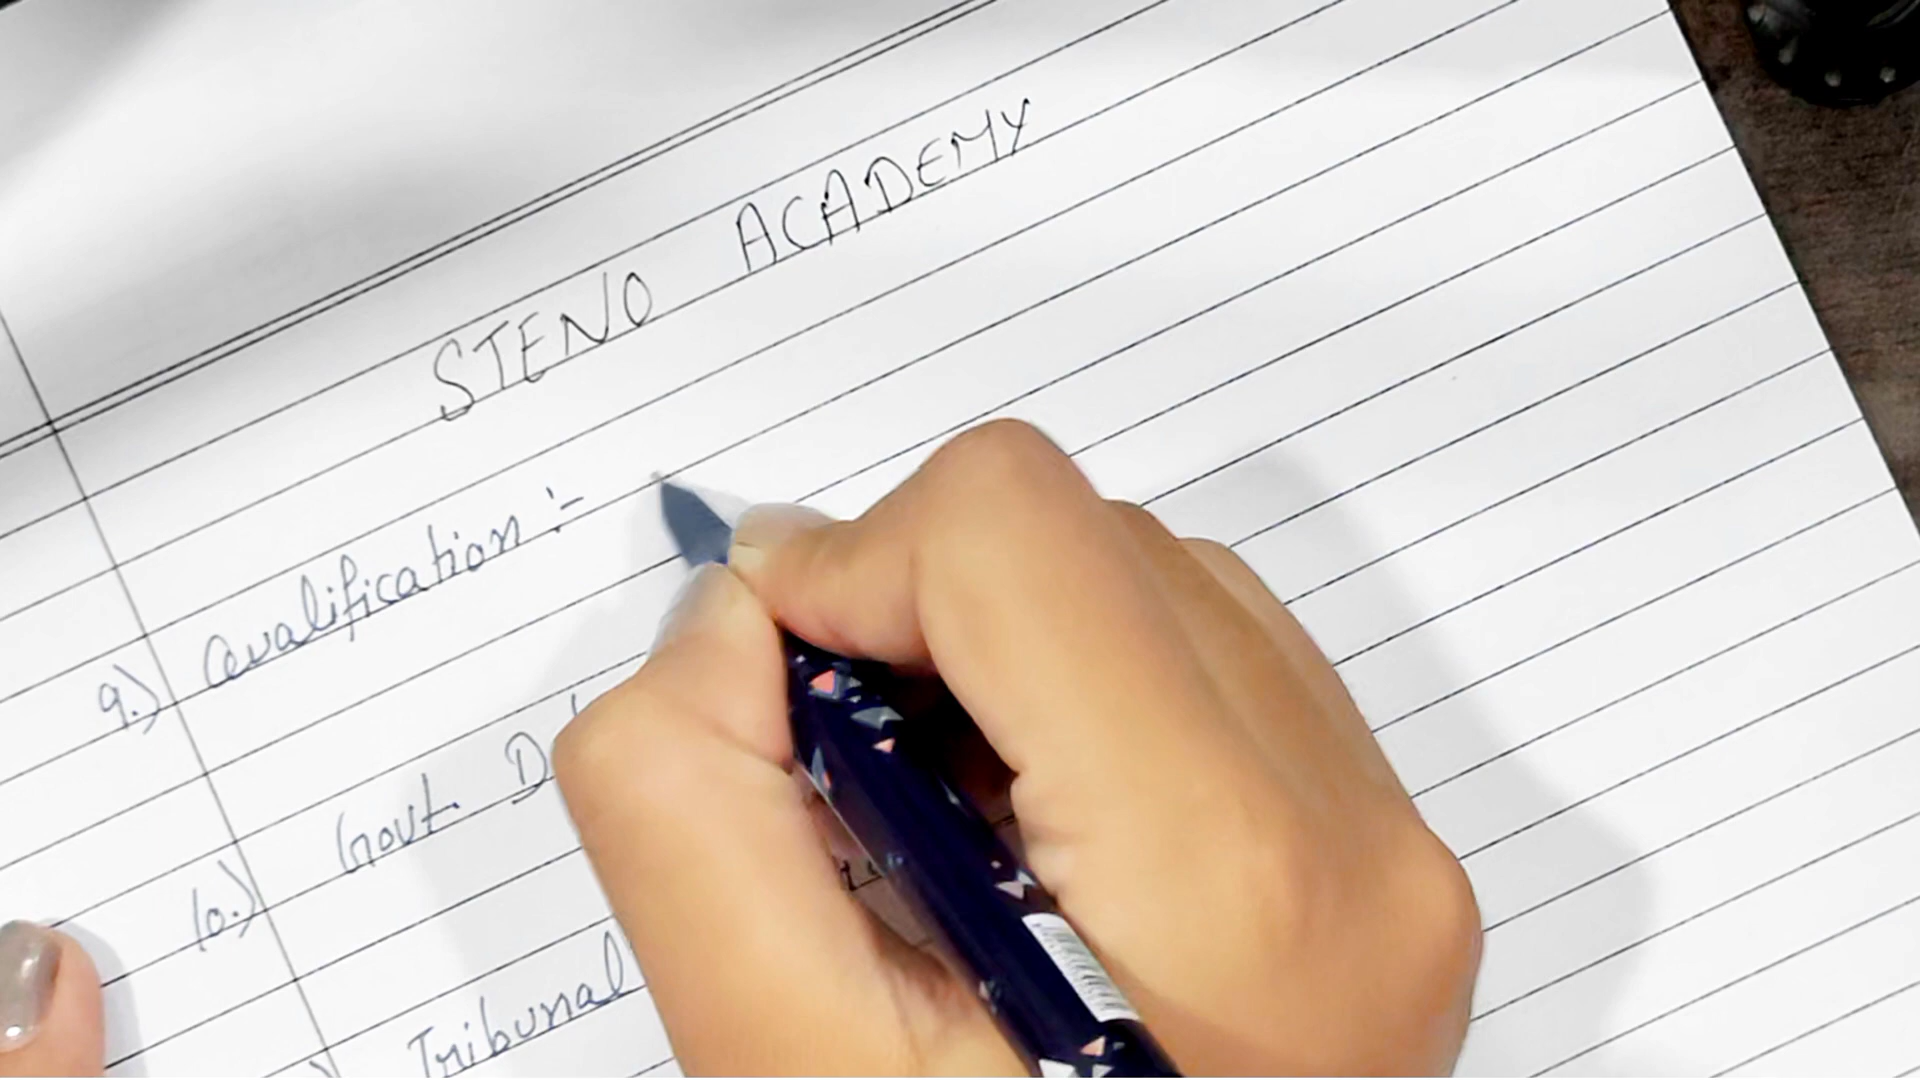 STENO ACADEMY
9.) Qualification :-
10.) Govt.
Tribunal